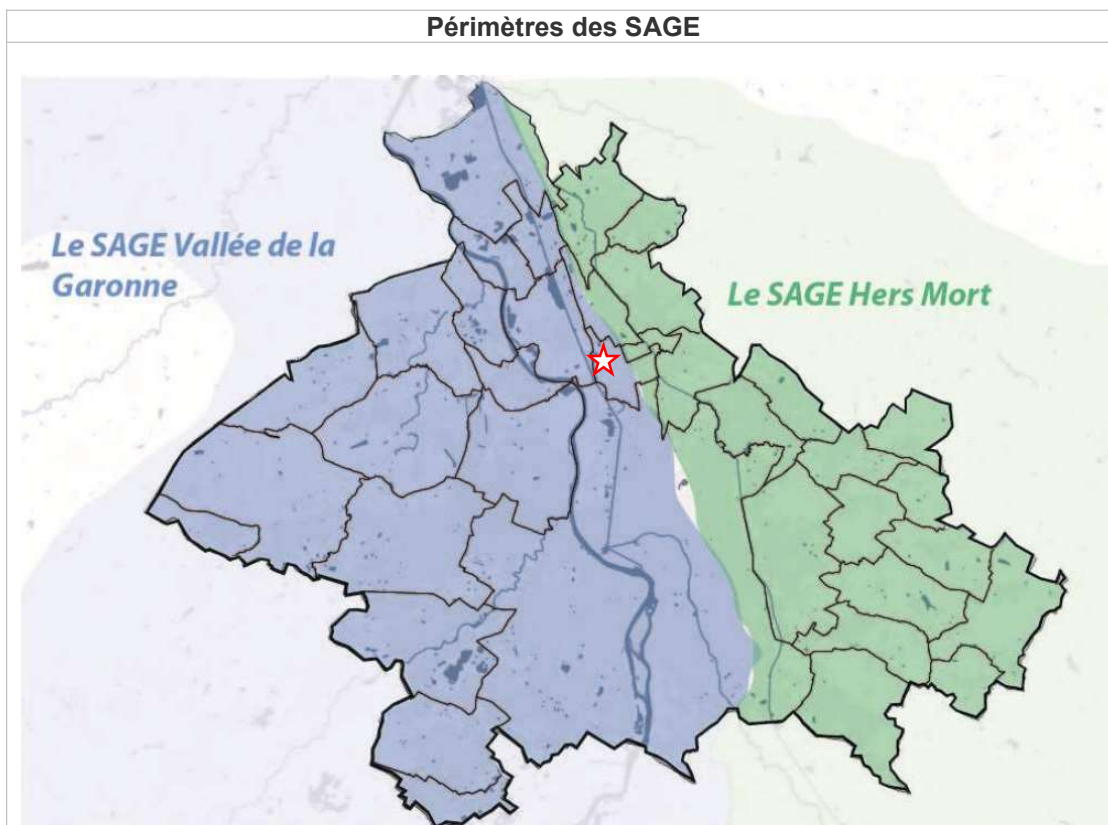 Périmètres des SAGE
Le SAGE Vallée de la
Garonne
Le SAGE Hers Mort